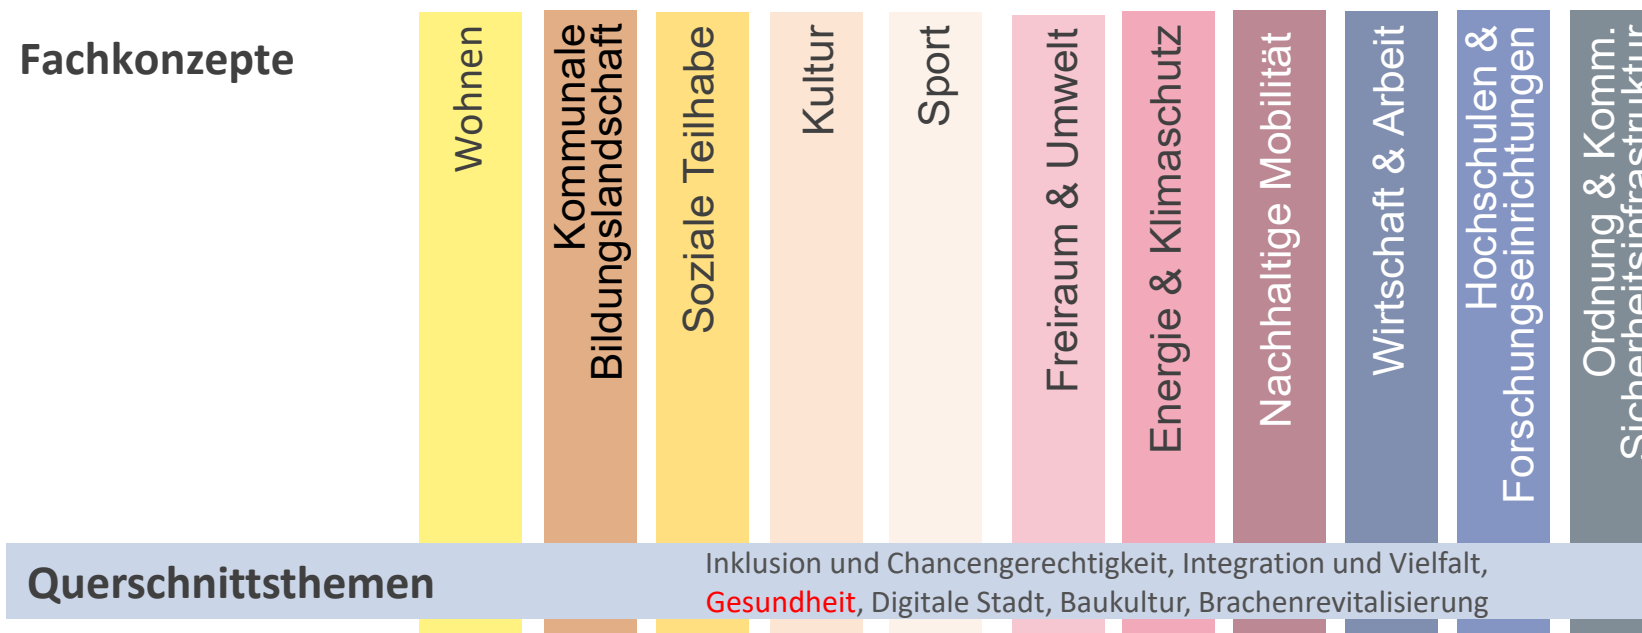 Fachkonzepte
Wohnen
Kommunale
Bildungslandschaft
Soziale Teilhabe
Kultur
Sport
Freiraum & Umwelt
Energie & Klimaschutz
Nachhaltige Mobilität
Wirtschaft & Arbeit
Hochschulen &
Forschungseinrichtungen
Ordnung & Komm.
Sicherheitsinfrastruktur
Querschnittsthemen
Inklusion und Chancengerechtigkeit, Integration und Vielfalt,
Gesundheit, Digitale Stadt, Baukultur, Brachenrevitalisierung